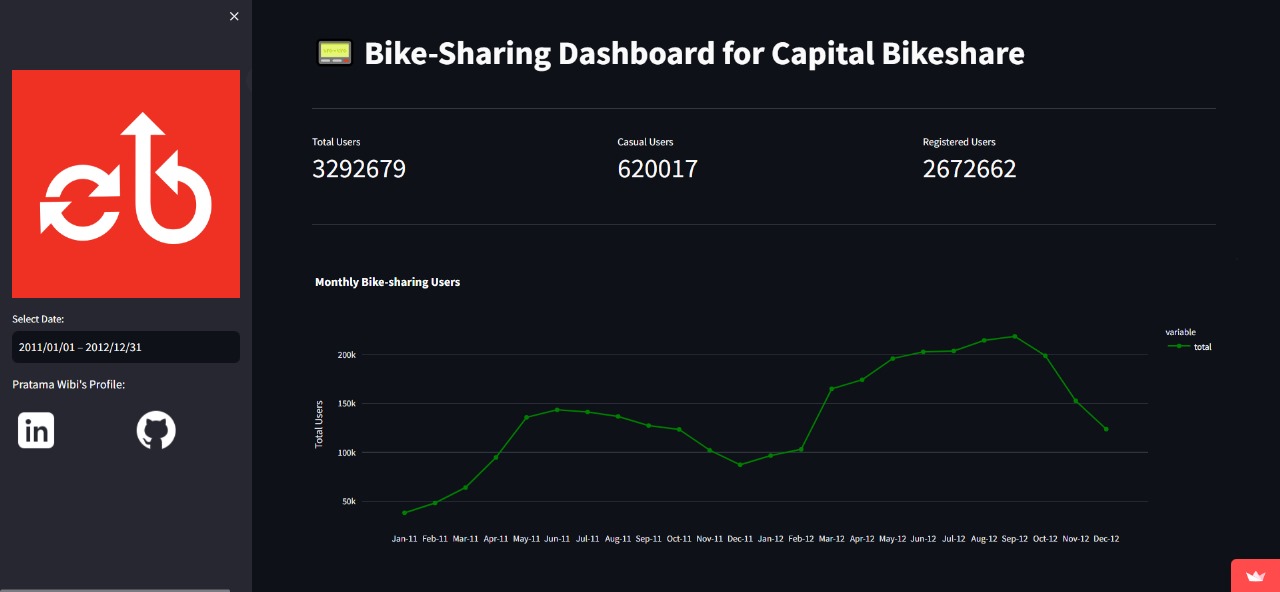 Bike-Sharing Dashboard for Capital Bikeshare
Select Date:
2011/01/01 – 2012/12/31
Pratama Wibi's Profile:
in
Total Users
3292679
Casual Users
620017
Registered Users
2672662
Monthly Bike-sharing Users
variable
total
Total Users
200k
150k
100k
50k
Jan-11 Feb-11 Mar-11 Apr-11 May-11 Jun-11 Jul-11 Aug-11 Sep-11 Oct-11 Nov-11 Dec-11 Jan-12 Feb-12 Mar-12 Apr-12 May-12 Jun-12 Jul-12 Aug-12 Sep-12 Oct-12 Nov-12 Dec-12